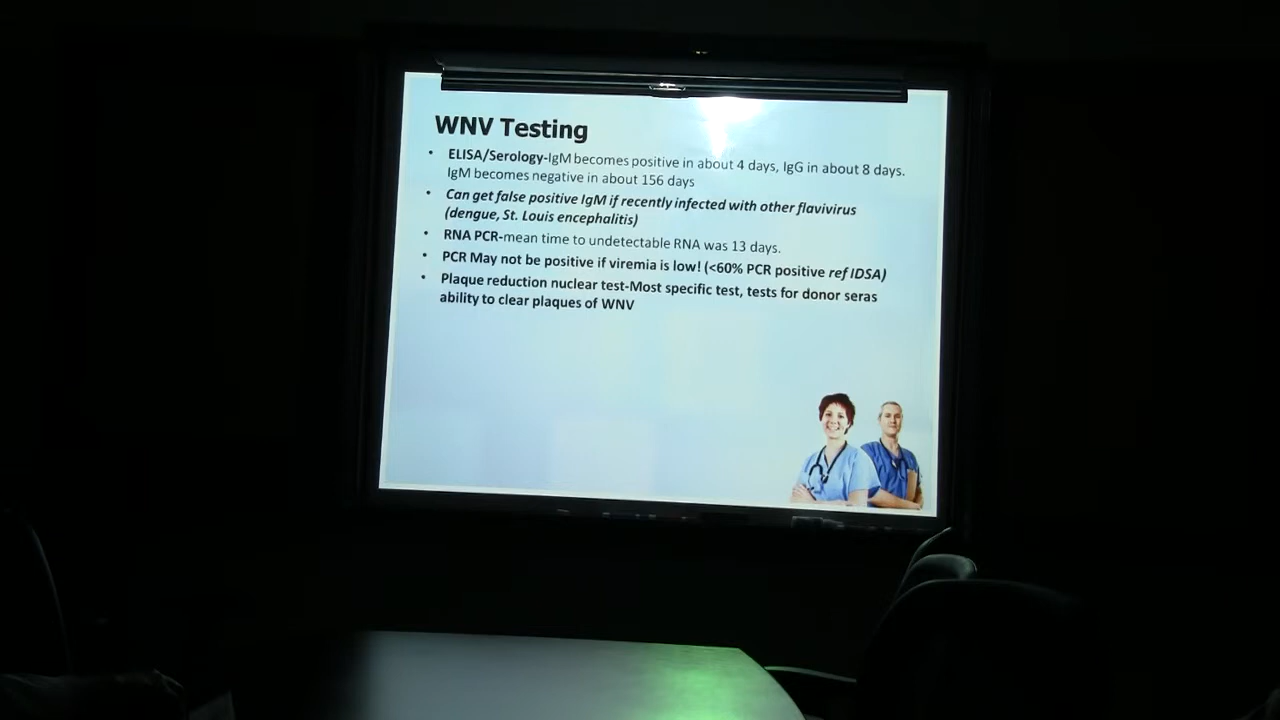 WNV Testing
• ELISA/Serology-IgM becomes positive in about 4 days, IgG in about 8 days.
IgM becomes negative in about 156 days
• Can get false positive IgM if recently infected with other flavivirus
(dengue, St. Louis encephalitis)
• RNA PCR-mean time to undetectable RNA was 13 days.
• PCR May not be positive if viremia is low! (<60% PCR positive ref IDSA)
• Plaque reduction nuclear test-Most specific test, tests for donor seras
ability to clear plaques of WNV